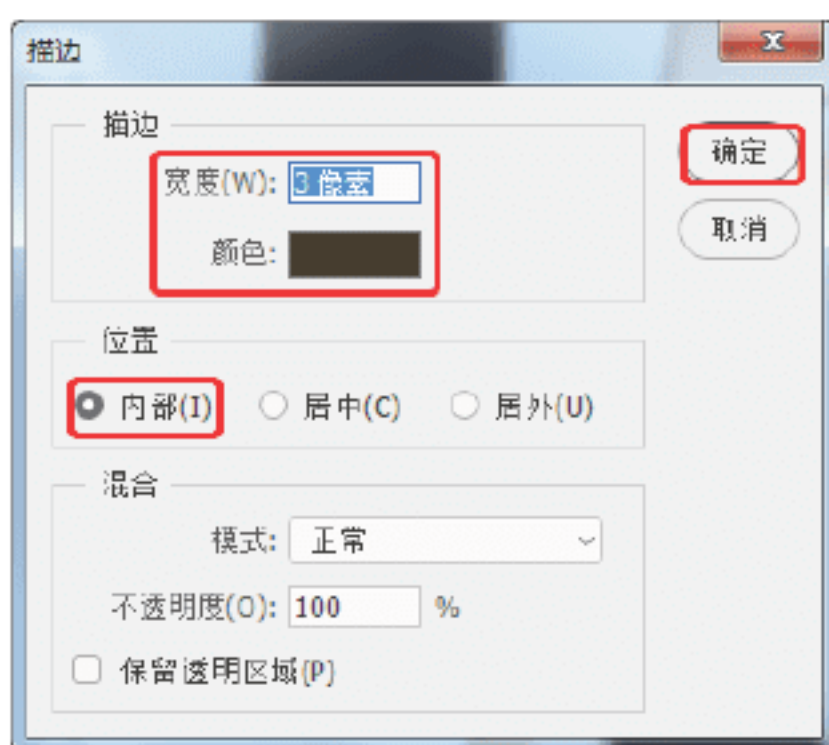 描边
描边
宽度(W): 3 像素
确定
颜色:
取消
位置
内部(I) 居中(C) 居外(U)
混合
模式: 正常
不透明度(O): 100 %
保留透明区域(P)